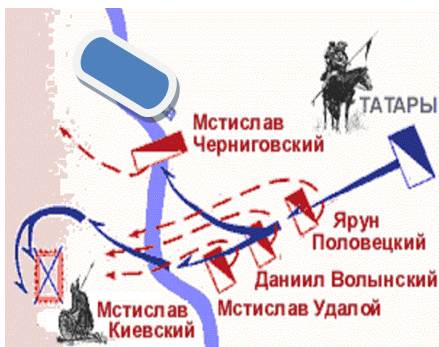 Мстислав
Черниговский
ТАТАРЫ
Ярун
Половецкий
Даниил Волынский
Мстислав Удалой
Мстислав
Киевский